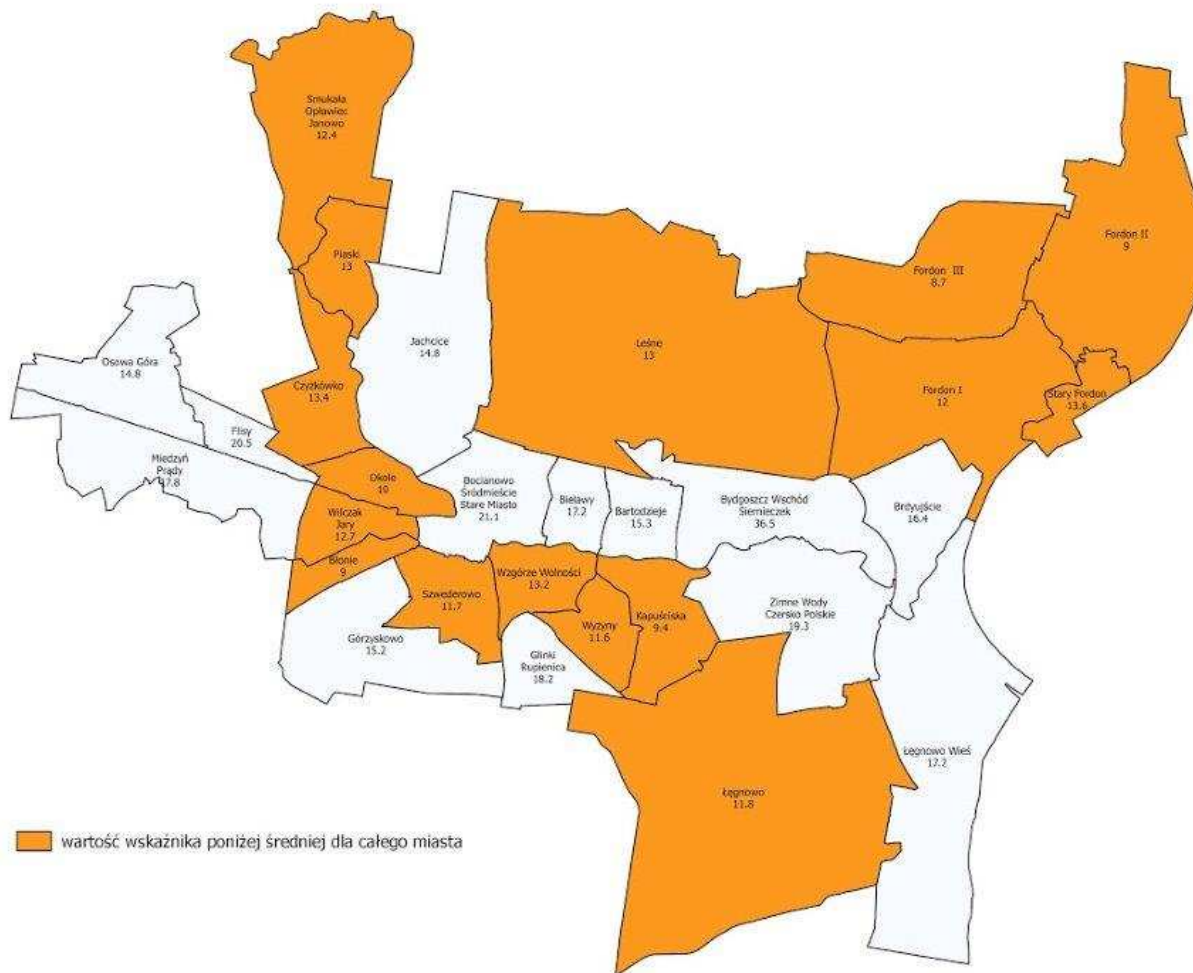 Smukała
Opławiec
Janowo
12.4
Piaski
13
Fordon II
9
Fordon III
8.7
Jachcice
14.8
Leśne
13
Osowa Góra
14.8
Czyżkówko
13.4
Fordon I
12
Stary Fordon
13.6
Flisy
20.5
Miedzyń
Prądy
17.8
Okole
10
Bocianowo
Śródmieście
Stare Miasto
21.1
Bielawy
17.2
Bartodzieje
15.3
Bydgoszcz Wschód
Siernieczek
36.5
Brdyujście
16.4
Wilczak
Jary
12.7
Błonie
9
Szwederowo
11.7
Wzgórze Wolności
13.2
Wyżyny
11.6
Kapuściska
9.4
Zimne Wody
Czersko Polskie
19.3
Górzyskowo
15.2
Glinki
Rupienica
18.2
Łęgnowo Wieś
17.2
Łęgnowo
11.8
wartość wskaźnika poniżej średniej dla całego miasta